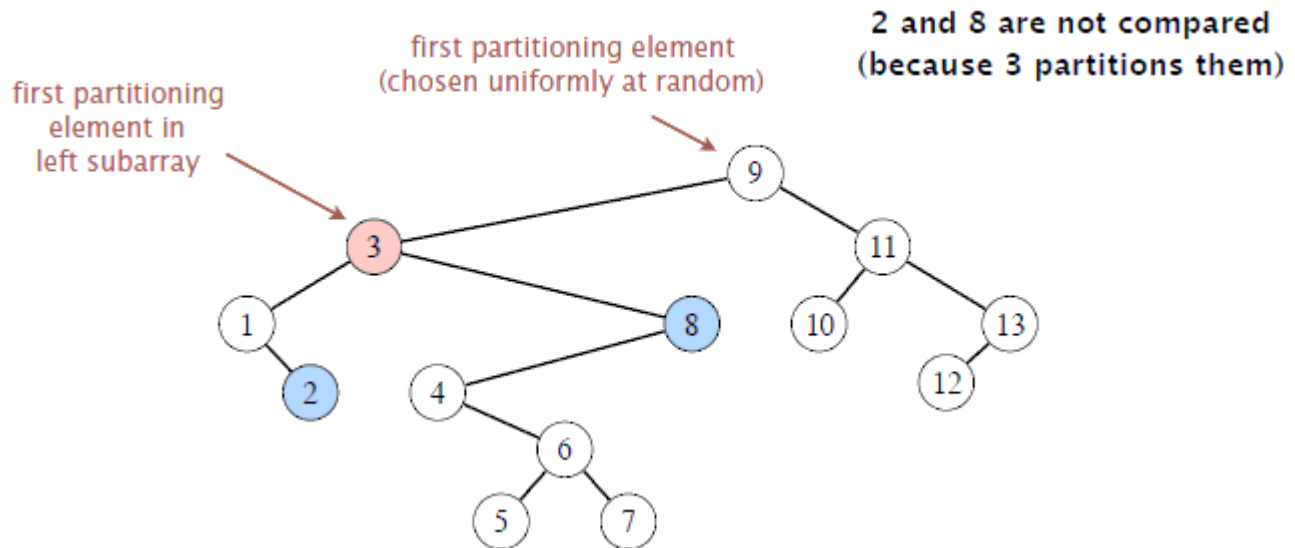 2 and 8 are not compared
(because 3 partitions them)
first partitioning element
(chosen uniformly at random)
first partitioning
element in
left subarray
9
3
11
1
8
10
13
2
4
12
6
5
7